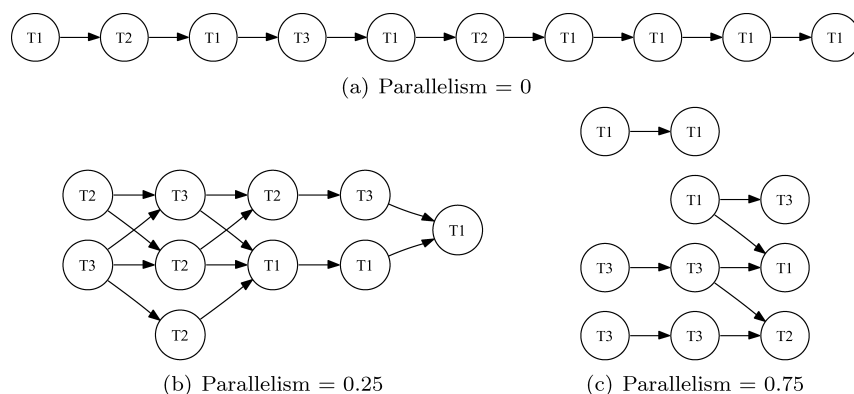 T1 T2 T1 T3 T1 T2 T1 T1 T1 T1
(a) Parallelism = 0
T1 T1
T2 T3 T2 T3
T1 T3
T1
T3 T2 T1 T1
T3 T3 T1
T2
T3 T3 T2
(b) Parallelism = 0.25
(c) Parallelism = 0.75